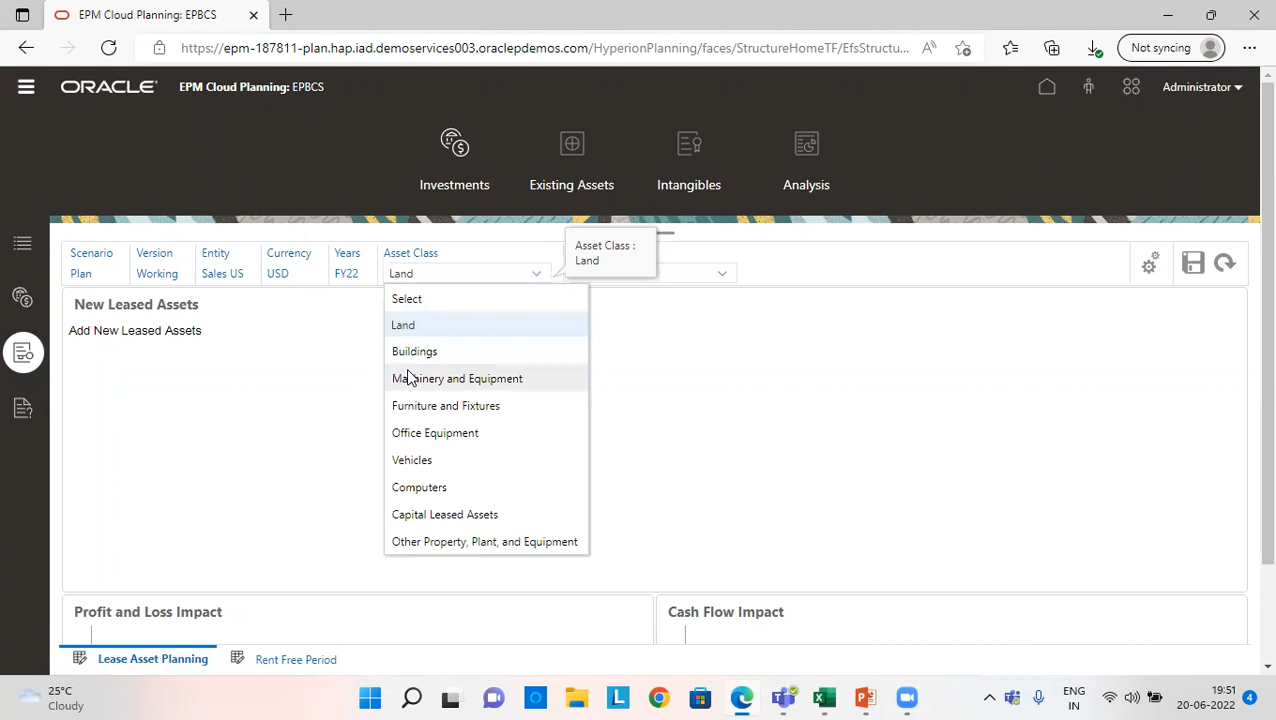 EPM Cloud Planning: EPBCS
https://epm-187811-plan.hap.iad.demoservices003.oraclepdemos.com/HyperionPlanning/faces/StructureHomeTF/EfsStructu...
Not syncing
ORACLE EPM Cloud Planning: EPBCS
Administrator
Investments
Existing Assets
Intangibles
Analysis
Scenario
Plan
Version
Working
Entity
Sales US
Currency
USD
Years
FY22
Asset Class
Land
Asset Class :
Land
Select
Land
Buildings
Machinery and Equipment
Furniture and Fixtures
Office Equipment
Vehicles
Computers
Capital Leased Assets
Other Property, Plant, and Equipment
New Leased Assets
Add New Leased Assets
Profit and Loss Impact
Cash Flow Impact
Lease Asset Planning
Rent Free Period
25°C
Cloudy
ENG
IN
19:51
20-06-2022
4